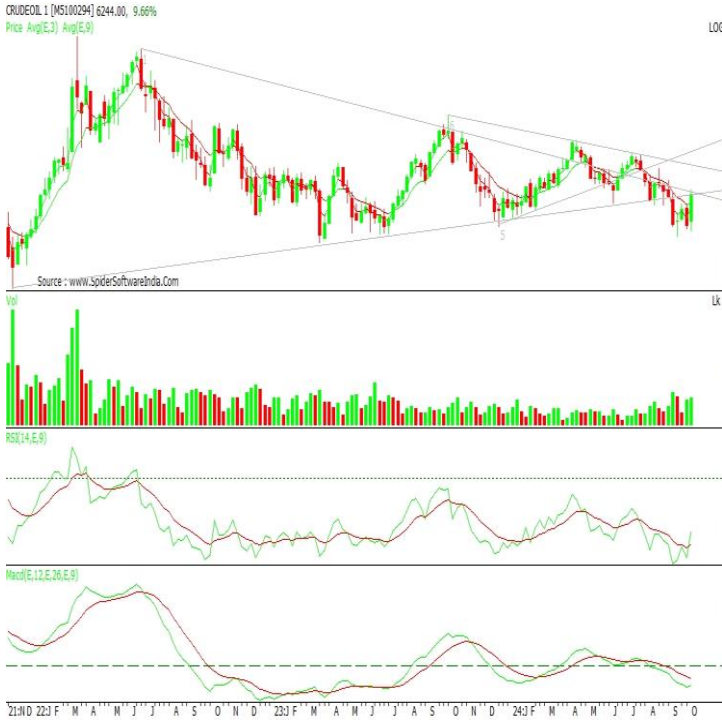 CRUDEOIL 1 [M5100294] 6244.00, 9.66%
Price Avg(E,3) Avg(E,9)
LOG
5
5
Source : www.SpiderSoftwareIndia.Com
Vol
Lk
RSI(14,E,9)
Macd(E,12,E,26,E,9)
21:N D 22:J F M A M J J A S O N D 23:J F M A M J J A S O N D 24:J F M A M J J A S O